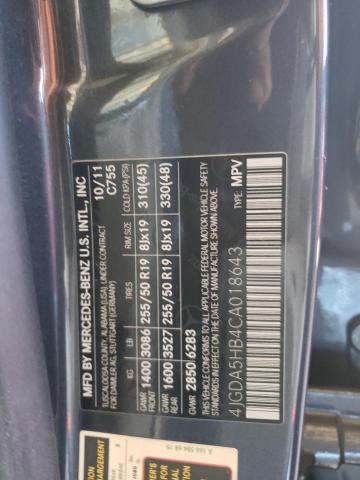 MFD BY MERCEDES-BENZ U.S. INTL., INC
TUSCALOOSA COUNTY, ALABAMA (USA), UNDER CONTRACT 10/11
FOR DAIMLER AG, STUTTGART (GERMANY) C755
KG LB TIRES RIM SIZE COLD KPA (PSI)
GAWR FRONT 1400 3086 255/50 R19 8Jx19 310(45)
GAWR REAR 1600 3527 255/50 R19 8Jx19 330(48)
GVWR 2850 6283
THIS VEHICLE CONFORMS TO ALL APPLICABLE FEDERAL MOTOR VEHICLE SAFETY
STANDARDS IN EFFECT ON THE DATE OF MANUFACTURE SHOWN ABOVE.
4JGDA5HB4CA018643 TYPE: MPV